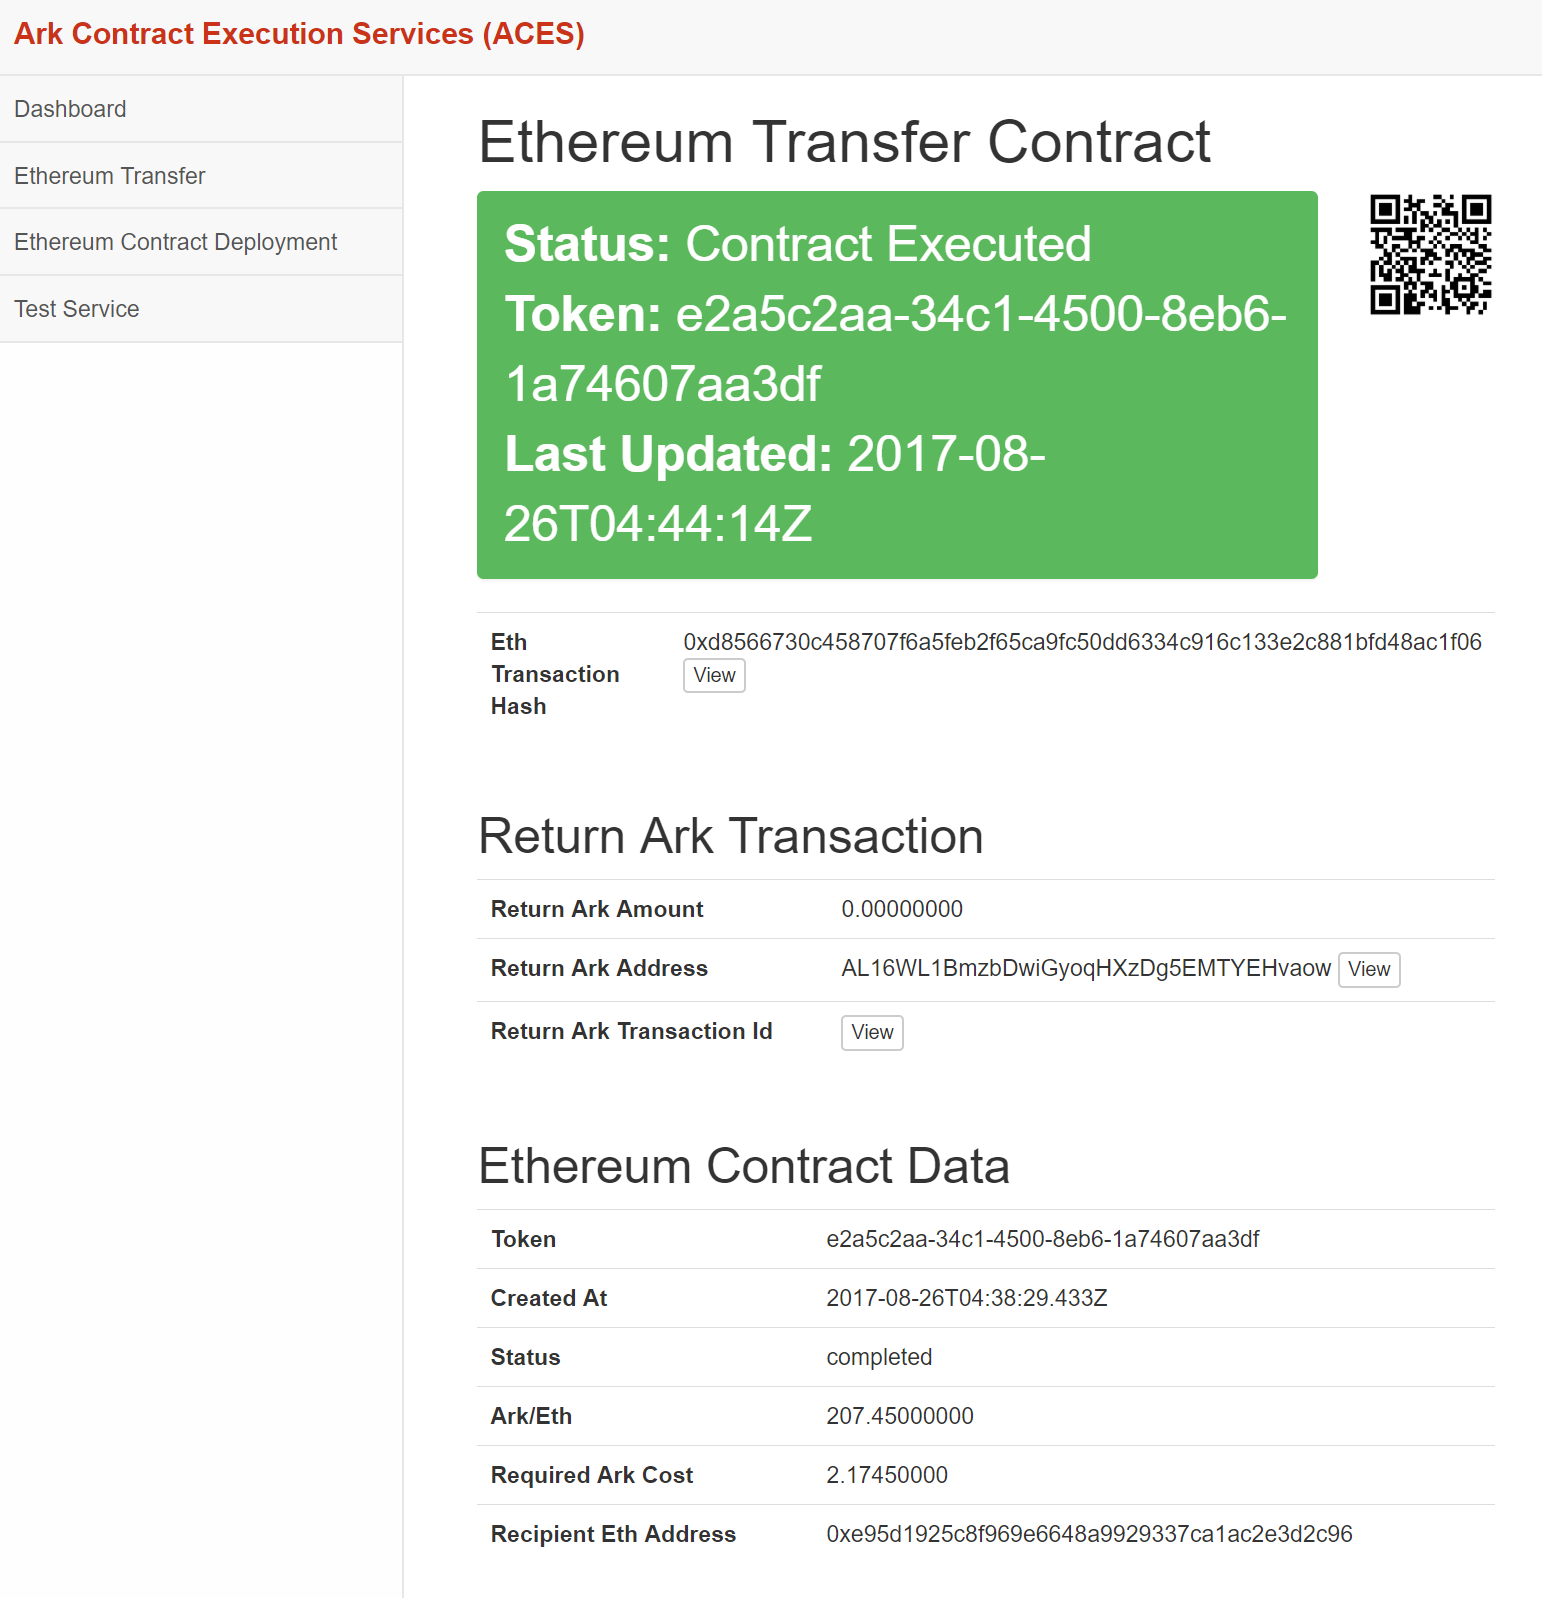 Ark Contract Execution Services (ACES)
Dashboard
Ethereum Transfer
Ethereum Contract Deployment
Test Service
Ethereum Transfer Contract
Status: Contract Executed
Token: e2a5c2aa-34c1-4500-8eb6-
1a74607aa3df
Last Updated: 2017-08-
26T04:44:14Z
Eth
Transaction
Hash
0xd8566730c458707f6a5feb2f65ca9fc50dd6334c916c133e2c881bfd48ac1f06
View
Return Ark Transaction
Return Ark Amount 0.00000000
Return Ark Address AL16WL1BmzbDwiGyoqHXzDg5EMTYEHvaow View
Return Ark Transaction Id View
Ethereum Contract Data
Token e2a5c2aa-34c1-4500-8eb6-1a74607aa3df
Created At 2017-08-26T04:38:29.433Z
Status completed
Ark/Eth 207.45000000
Required Ark Cost 2.17450000
Recipient Eth Address 0xe95d1925c8f969e6648a9929337ca1ac2e3d2c96